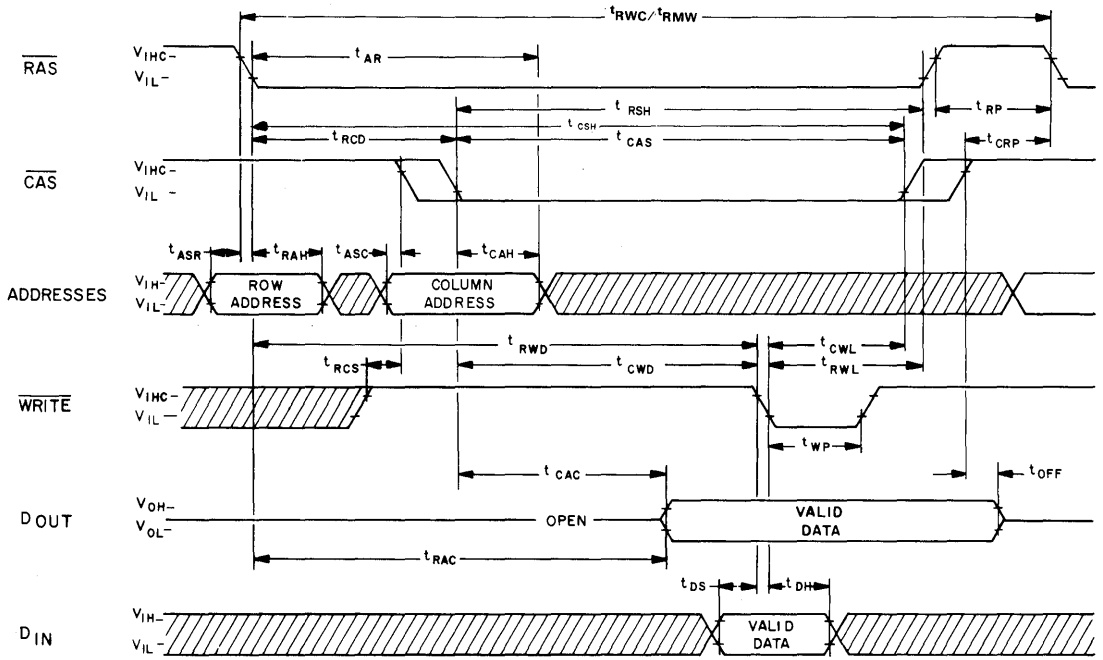 tRWC/tRMW
RAS
VIHC-
VIL-
tAR
tRSH
tRP
tCSH
tRCD
tCAS
tCRP
CAS
VIHC-
VIL-
tASR
tRAH
tASC
tCAH
ADDRESSES
VIH-
VIL-
ROW ADDRESS
COLUMN ADDRESS
tRWD
tCWL
tRCS
tCWD
tRWL
WRITE
VIHC-
VIL-
tWP
tCAC
tOFF
DOUT
VOH-
VOL-
OPEN
VALID DATA
tRAC
tDS
tDH
DIN
VIH-
VIL-
VALID DATA